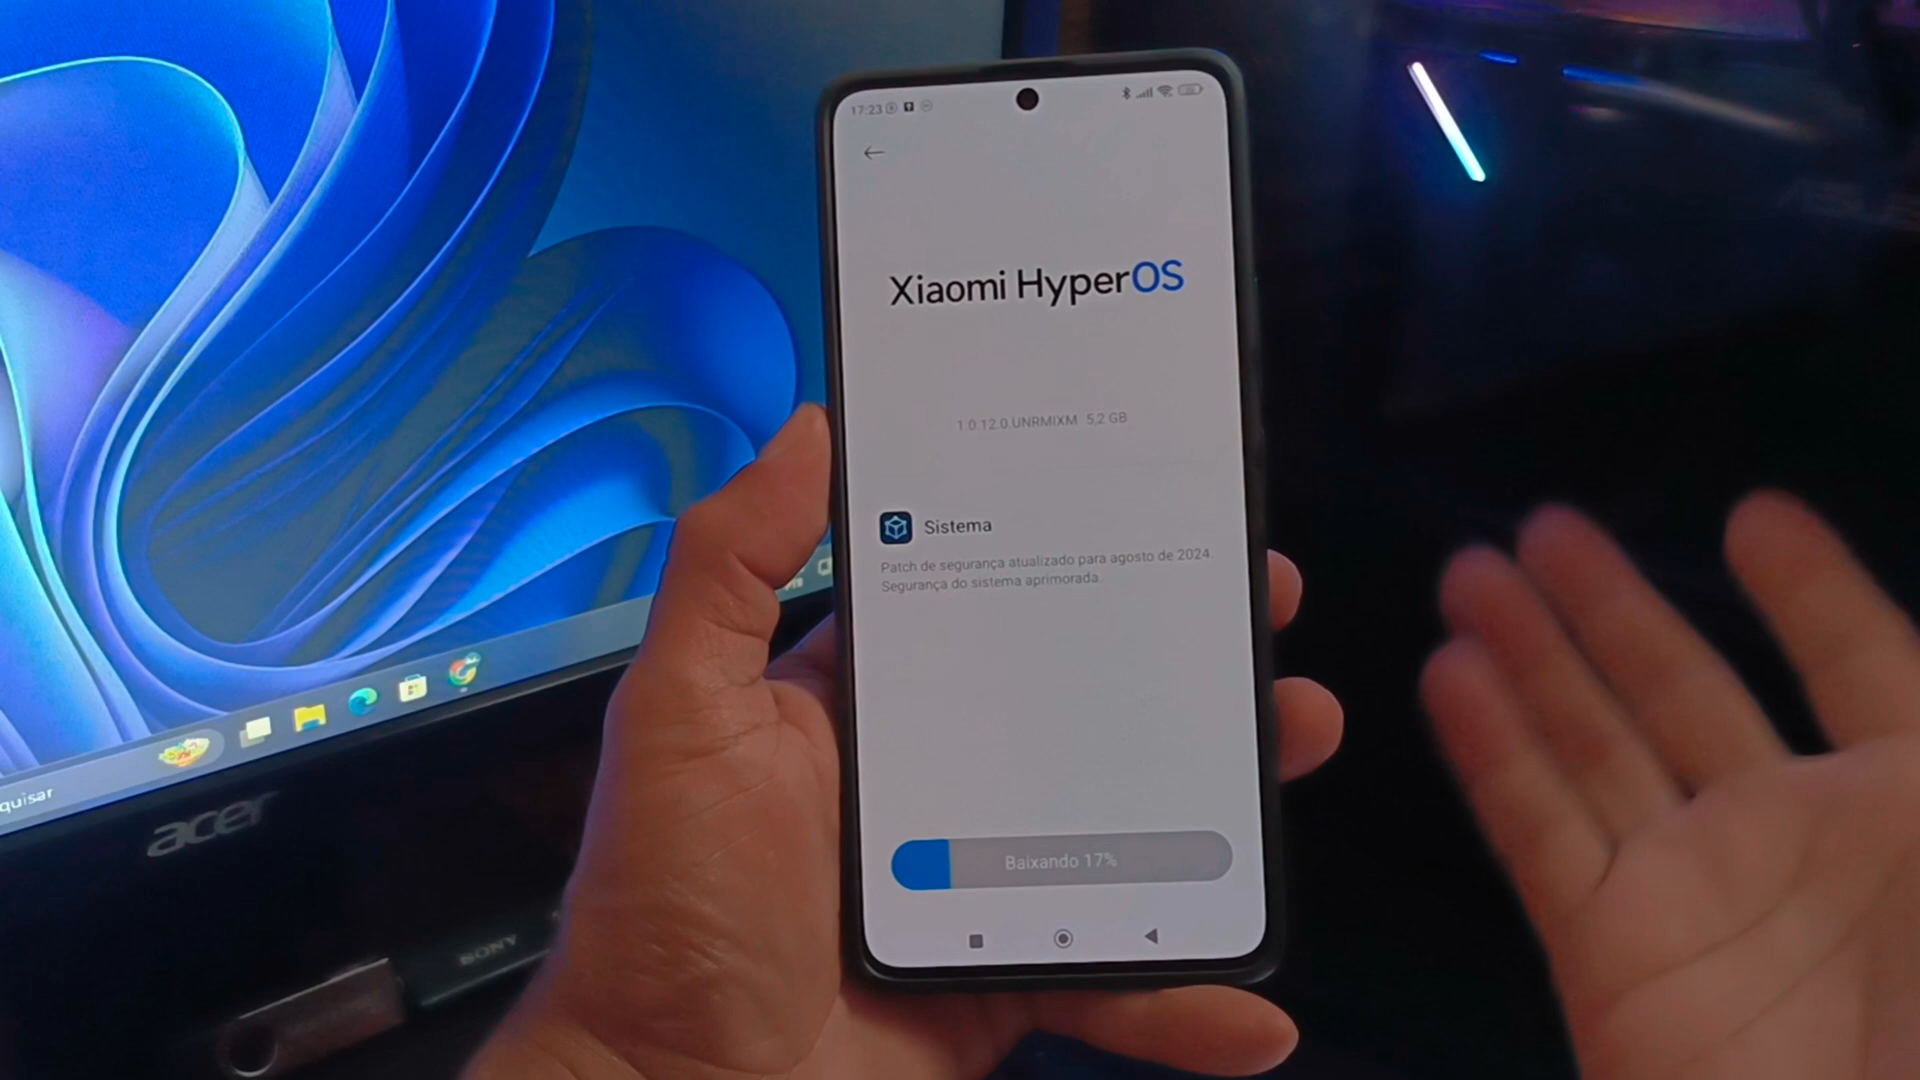 17:23
Xiaomi HyperOS
1.0.12.0.UNRMIXM 5,2 GB
Sistema
Patch de segurança atualizado para agosto de 2024.
Segurança do sistema aprimorada.
Baixando 17%
quisar
acer
SONY